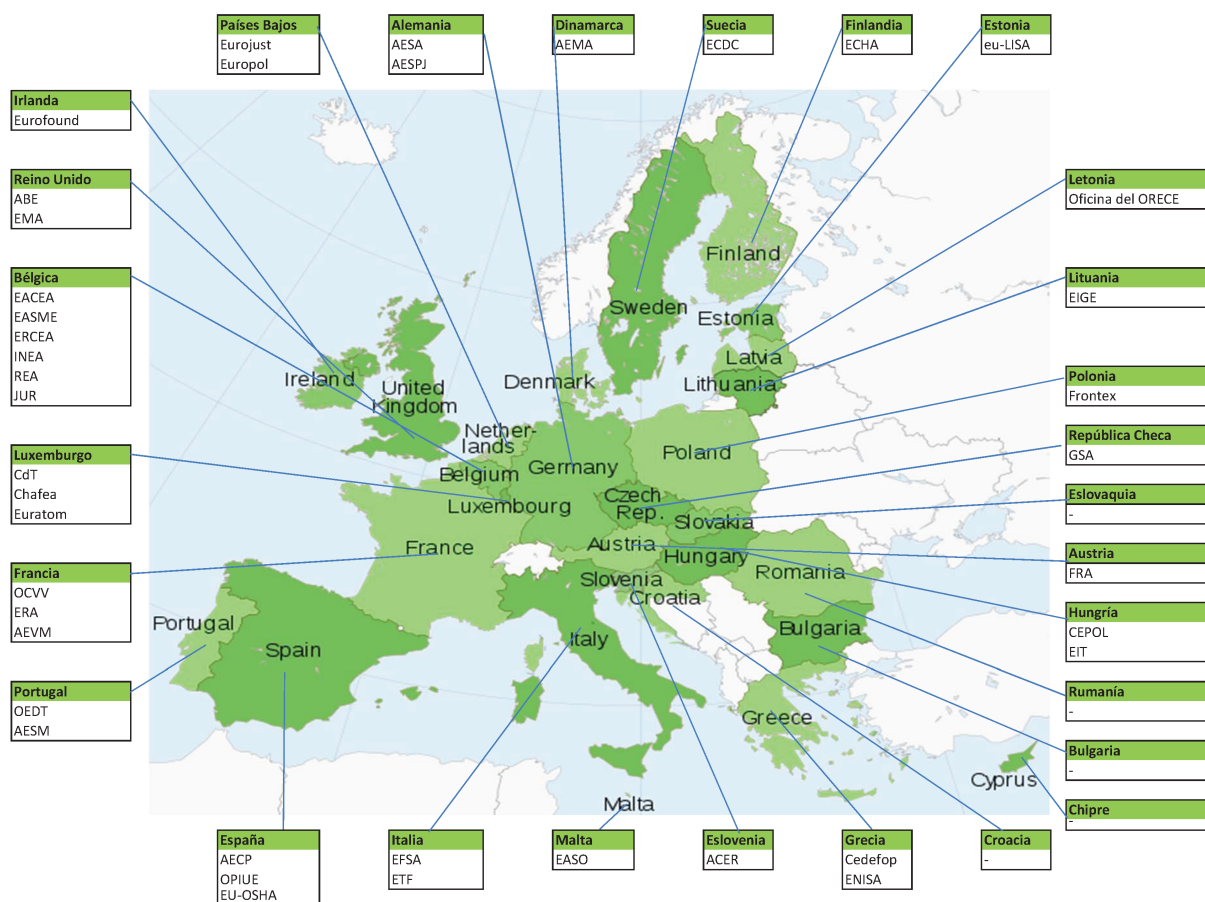 Países Bajos
Eurojust
Europol
Alemania
AESA
AESPJ
Dinamarca
AEMA
Suecia
ECDC
Finlandia
ECHA
Estonia
eu-LISA
Irlanda
Eurofound
Reino Unido
ABE
EMA
Bélgica
EACEA
EASME
ERCEA
INEA
REA
JUR
Luxemburgo
CdT
Chafea
Euratom
Francia
OCVV
ERA
AEVM
Portugal
OEDT
AESM
Finland
Sweden
Estonia
Latvia
Lithuania
Denmark
Ireland
United
Kingdom
Nether-
lands
Belgium
Germany
Poland
Luxembourg
Czech
Rep.
Slovakia
France
Austria
Hungary
Slovenia
Croatia
Romania
Portugal
Spain
Italy
Bulgaria
Greece
Cyprus
Malta
Letonia
Oficina del ORECE
Lituania
EIGE
Polonia
Frontex
República Checa
GSA
Eslovaquia
-
Austria
FRA
Hungría
CEPOL
EIT
Rumanía
-
Bulgaria
-
Chipre
-
España
AECP
OPIUE
EU-OSHA
Italia
EFSA
ETF
Malta
EASO
Eslovenia
ACER
Grecia
Cedefop
ENISA
Croacia
-